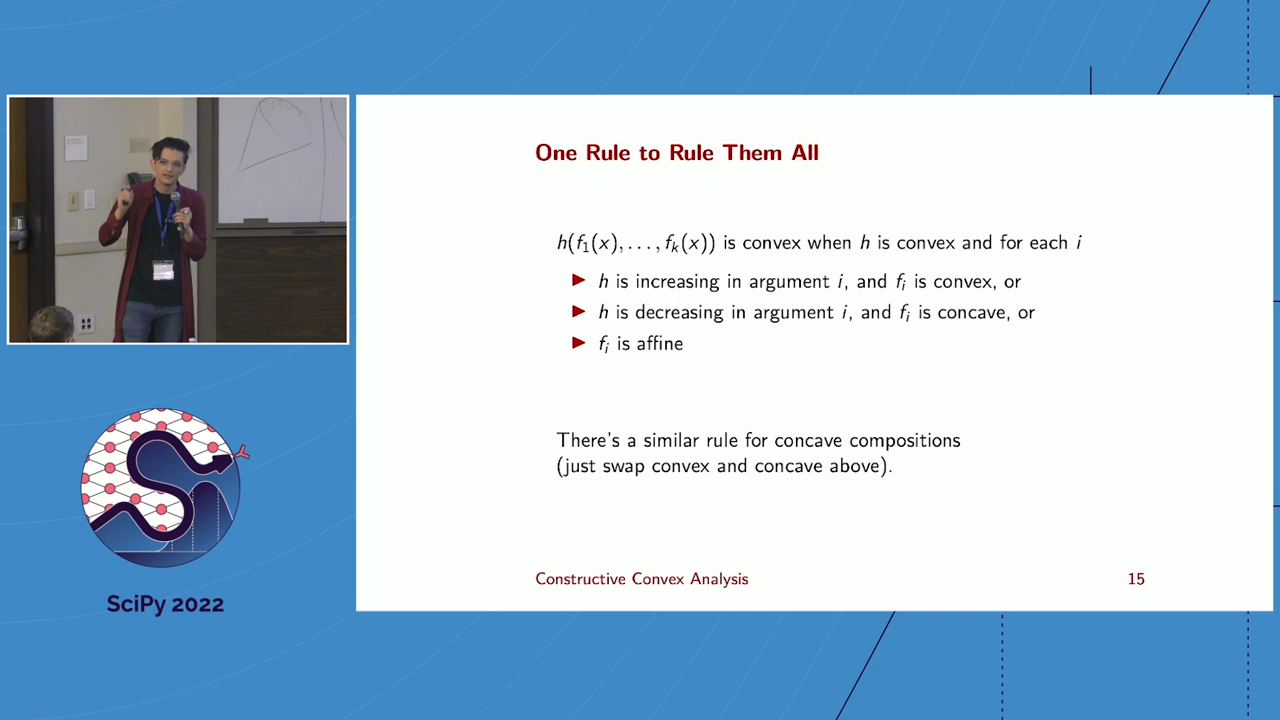 One Rule to Rule Them All
h(f₁(x), . . . , fₖ(x)) is convex when h is convex and for each i
▶ h is increasing in argument i, and fᵢ is convex, or
▶ h is decreasing in argument i, and fᵢ is concave, or
▶ fᵢ is affine
There's a similar rule for concave compositions
(just swap convex and concave above).
Constructive Convex Analysis 15
SciPy 2022